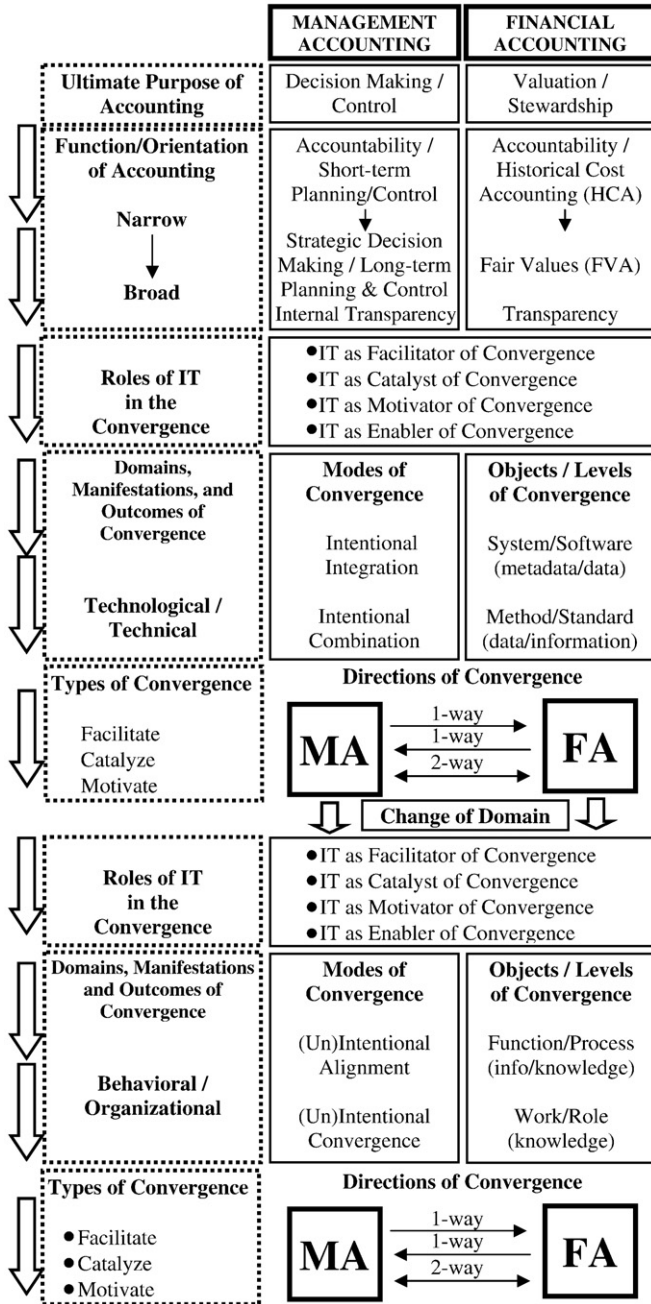 MANAGEMENT
ACCOUNTING
FINANCIAL
ACCOUNTING
Ultimate Purpose of
Accounting
Decision Making /
Control
Valuation /
Stewardship
Function/Orientation
of Accounting
Narrow
Broad
Accountability /
Short-term
Planning/Control
Strategic Decision
Making / Long-term
Planning & Control
Internal Transparency
Accountability /
Historical Cost
Accounting (HCA)
Fair Values (FVA)
Transparency
Roles of IT
in the
Convergence
●IT as Facilitator of Convergence
●IT as Catalyst of Convergence
●IT as Motivator of Convergence
●IT as Enabler of Convergence
Domains,
Manifestations, and
Outcomes of
Convergence
Technological /
Technical
Modes of
Convergence
Intentional
Integration
Intentional
Combination
Objects / Levels
of Convergence
System/Software
(metadata/data)
Method/Standard
(data/information)
Types of Convergence
Facilitate
Catalyze
Motivate
Directions of Convergence
MA
1-way
1-way
2-way
FA
Change of Domain
Roles of IT
in the
Convergence
●IT as Facilitator of Convergence
●IT as Catalyst of Convergence
●IT as Motivator of Convergence
●IT as Enabler of Convergence
Domains, Manifestations
and Outcomes of
Convergence
Behavioral /
Organizational
Modes of
Convergence
(Un)Intentional
Alignment
(Un)Intentional
Convergence
Objects / Levels
of Convergence
Function/Process
(info/knowledge)
Work/Role
(knowledge)
Types of Convergence
● Facilitate
● Catalyze
● Motivate
Directions of Convergence
MA
1-way
1-way
2-way
FA